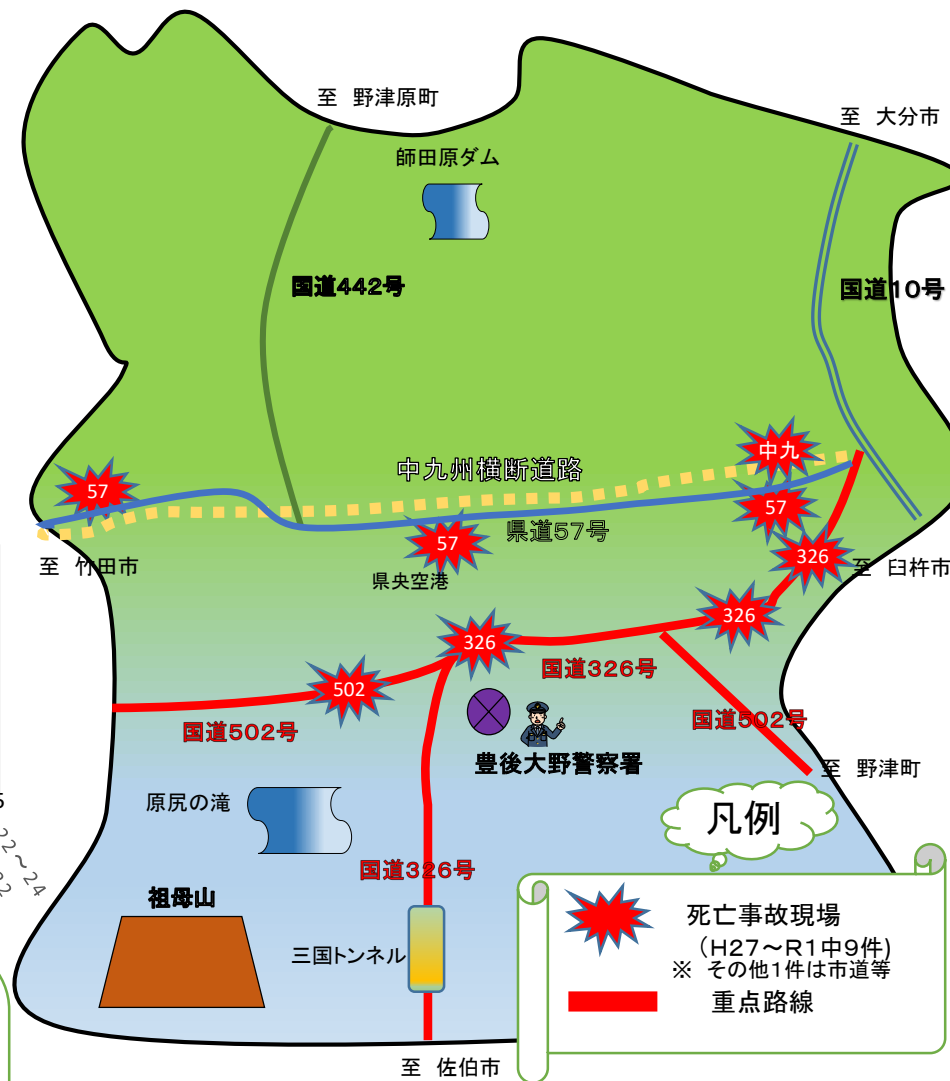 至 野津原町
至 大分市
師田原ダム
国道442号
国道10号
中九
中九州横断道路
57
57
県道57号
57
326
至 竹田市
県央空港
至 臼杵市
326
326
国道326号
502
国道502号
国道502号
豊後大野警察署
至 野津町
原尻の滝
凡例
22～24
国道326号
祖母山
死亡事故現場
(H27～R1中9件)
※ その他1件は市道等
三国トンネル
重点路線
至 佐伯市